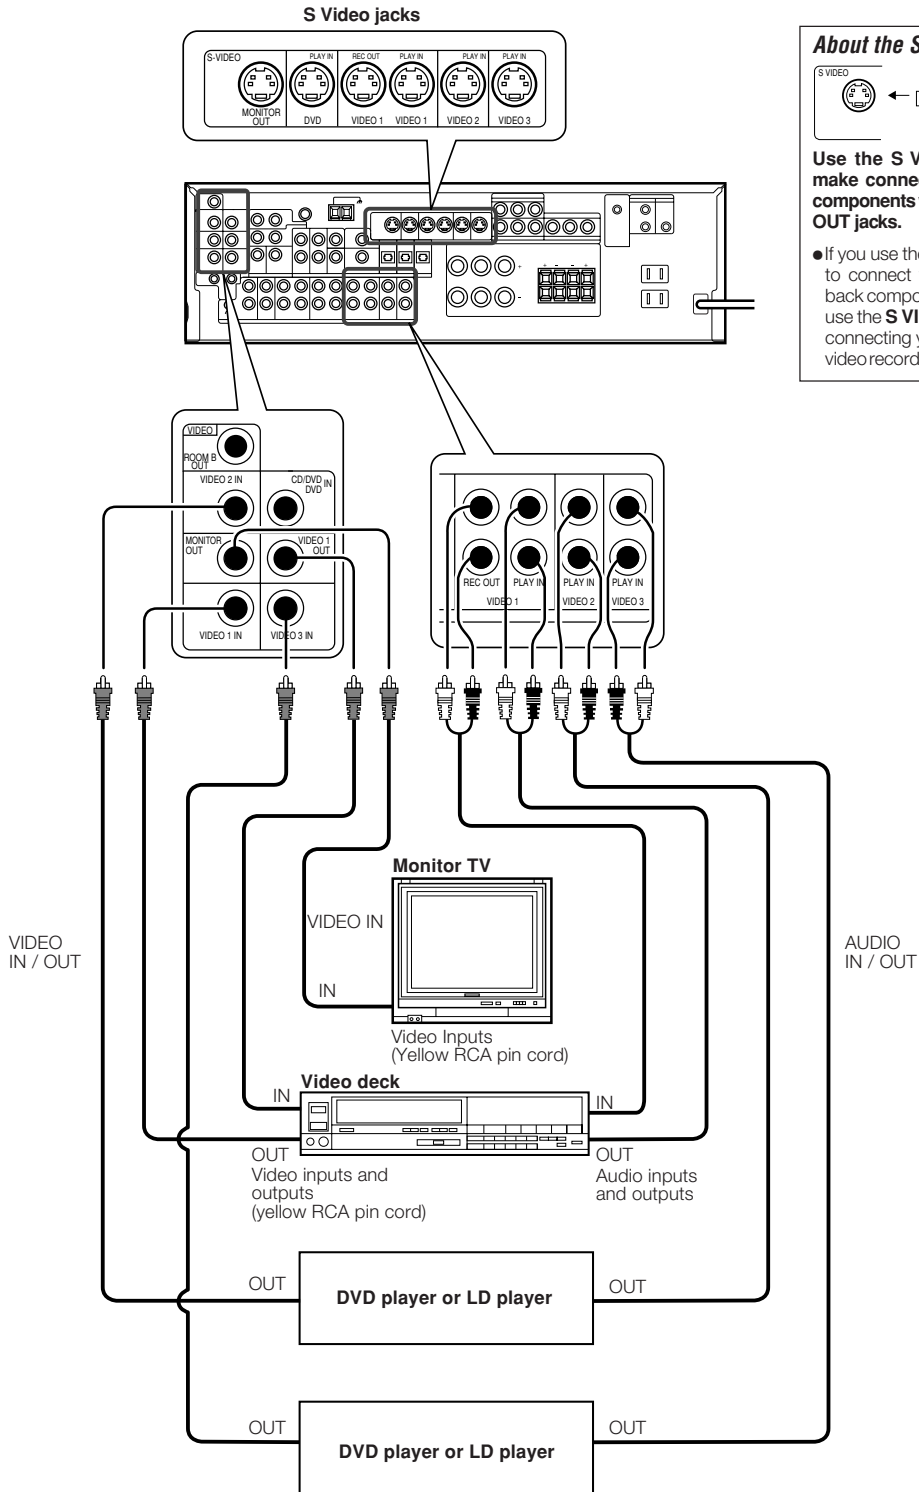 S Video jacks
S-VIDEO
PLAY IN REC OUT PLAY IN PLAY IN PLAY IN
MONITOR
OUT
DVD VIDEO 1 VIDEO 1 VIDEO 2 VIDEO 3
About the S
S VIDEO
Use the S V
make connec
components
OUT jacks.
●If you use the
to connect
back compo
use the S VI
connecting y
video record
VIDEO
ROOM B
OUT
VIDEO 2 IN
CD/DVD
DVD IN
MONITOR
OUT
VIDEO 1
OUT
VIDEO 1 IN
VIDEO 3 IN
REC OUT PLAY IN PLAY IN PLAY IN
VIDEO 1 VIDEO 2 VIDEO 3
Monitor TV
VIDEO IN
IN
Video Inputs
(Yellow RCA pin cord)
VIDEO
IN / OUT
AUDIO
IN / OUT
Video deck
IN
IN
OUT
Video inputs and
outputs
(yellow RCA pin cord)
OUT
Audio inputs
and outputs
OUT
DVD player or LD player
OUT
OUT
DVD player or LD player
OUT